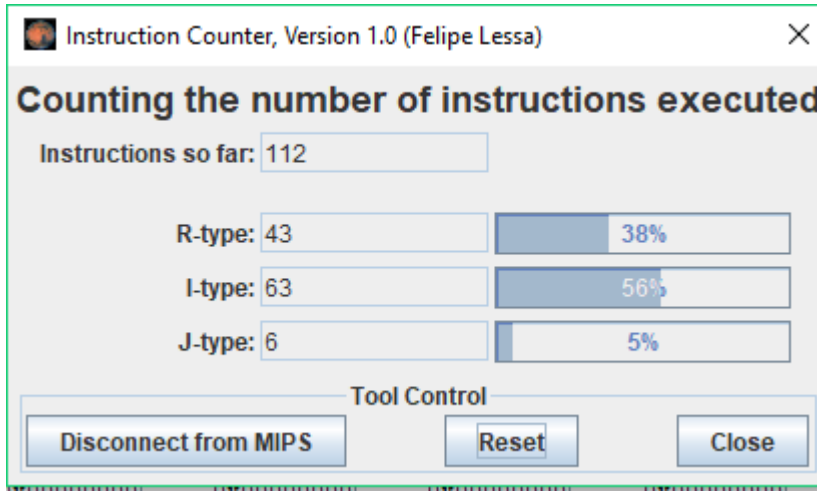 Instruction Counter, Version 1.0 (Felipe Lessa)
Counting the number of instructions executed
Instructions so far: 112
R-type: 43 38%
I-type: 63 56%
J-type: 6 5%
Tool Control
Disconnect from MIPS Reset Close